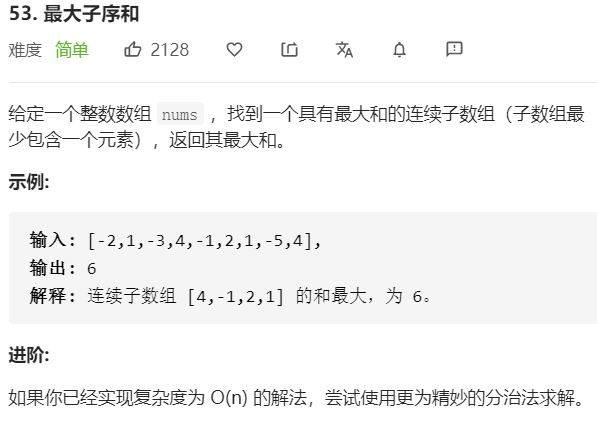 53. 最大子序和
难度 简单 2128
给定一个整数数组 nums ，找到一个具有最大和的连续子数组（子数组最
少包含一个元素），返回其最大和。
示例:
输入: [-2,1,-3,4,-1,2,1,-5,4],
输出: 6
解释: 连续子数组 [4,-1,2,1] 的和最大，为 6。
进阶:
如果你已经实现复杂度为 O(n) 的解法，尝试使用更为精妙的分治法求解。